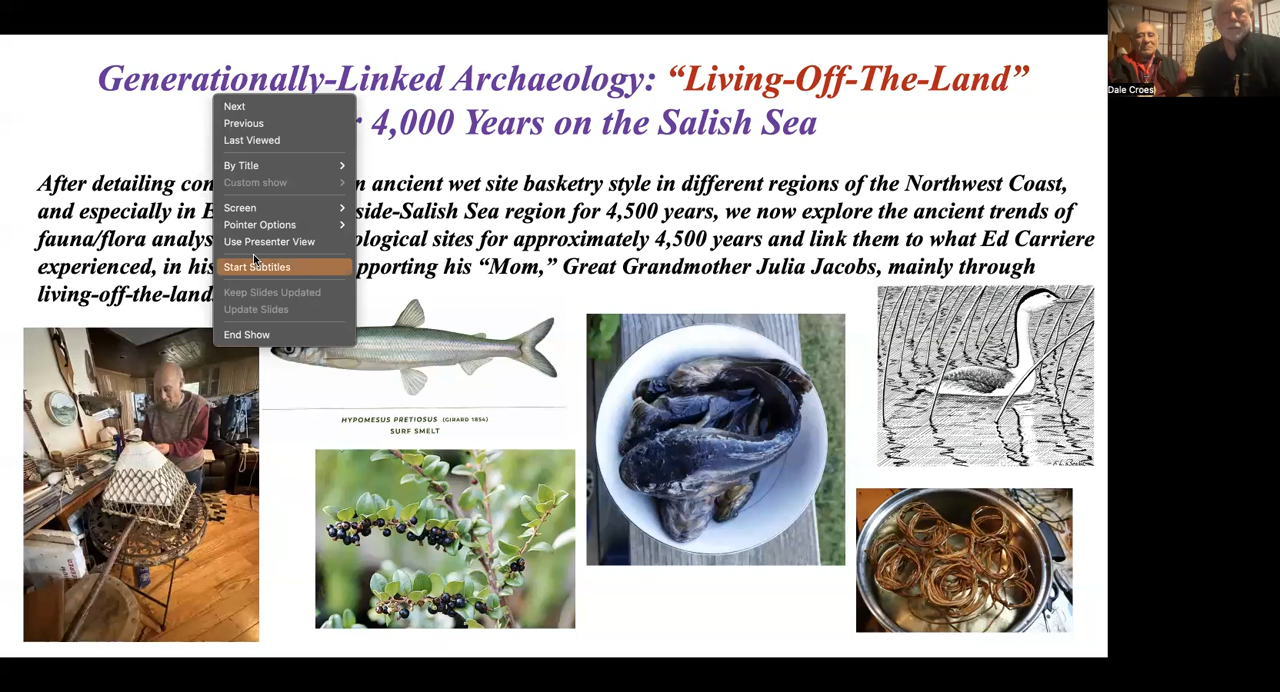 Generationally-Linked Archaeology: “Living-Off-The-Land”
4,000 Years on the Salish Sea
After detailing con n ancient wet site basketry style in different regions of the Northwest Coast,
and especially in side-Salish Sea region for 4,500 years, we now explore the ancient trends of
fauna/flora analys ological sites for approximately 4,500 years and link them to what Ed Carriere
experienced, in his pporting his “Mom,” Great Grandmother Julia Jacobs, mainly through
living-off-the-land
Next
Previous
Last Viewed
By Title
Custom show
Screen
Pointer Options
Use Presenter View
Start Subtitles
Keep Slides Updated
Update Slides
End Show
HYPOMESUS PRETIOSUS (GIRARD 1854)
SURF SMELT
Dale Croes)